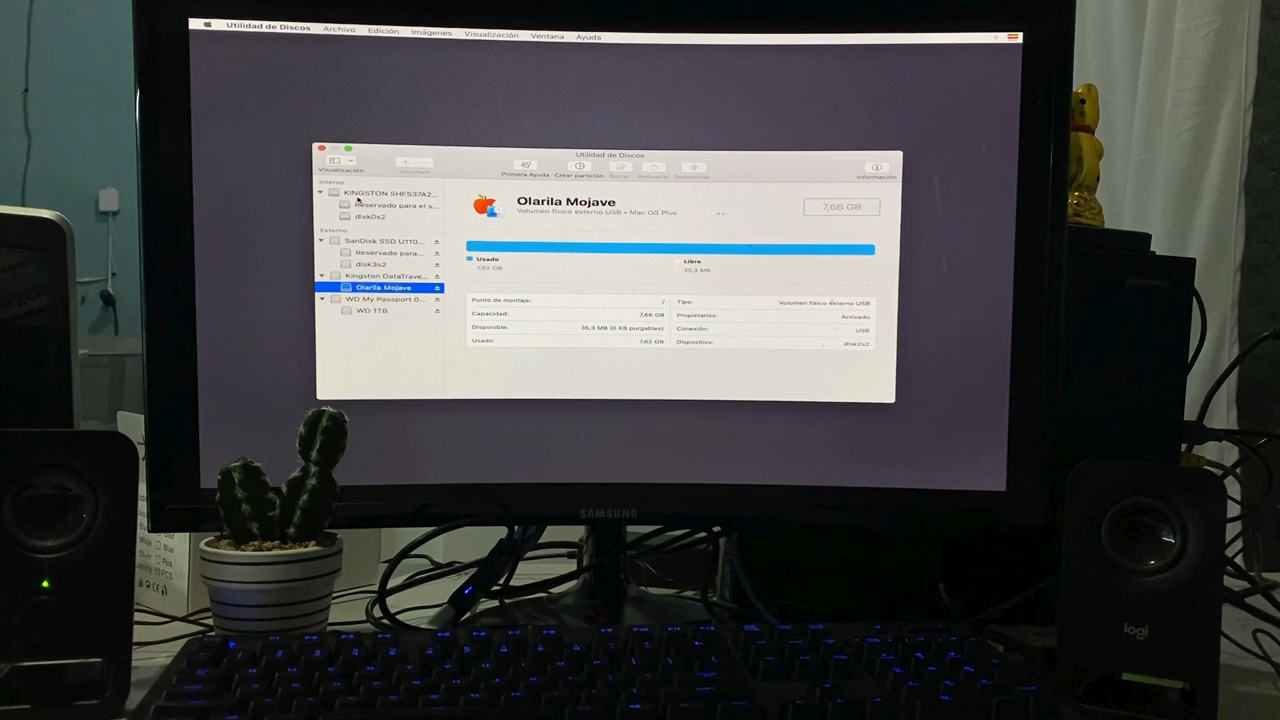 Utilidad de Discos Archivo Edición Imágenes Visualización Ventana Ayuda
Utilidad de Discos
Visualización Volumen Primera Ayuda Crear partición Borrar Restaurar Desmontar Información
Interno
KINGSTON SHFS37A2...
Reservado para el s...
disk0s2
Externo
SanDisk SSD U110...
Reservado para...
disk3s2
Kingston DataTrave...
Olarila Mojave
WD My Passport 0...
WD 1TB
Olarila Mojave
Volumen físico externo USB • Mac OS Plus
7,66 GB
Usado
7,62 GB
Libre
35,3 MB
Punto de montaje: /
Capacidad: 7,66 GB
Disponible: 35,3 MB (0 KB purgables)
Usado: 7,62 GB
Tipo: Volumen físico externo USB
Propietarios: Activado
Conexión: USB
Dispositivo: disk2s2
SAMSUNG
Blue
Pink
10 PCS
logi